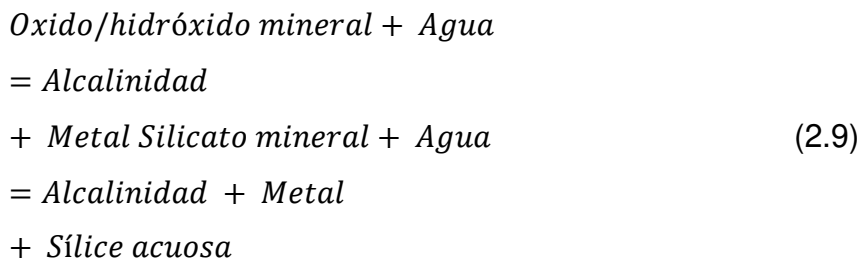 Oxido/hidróxido mineral + Agua
= Alcalinidad
+ Metal Silicato mineral + Agua (2.9)
= Alcalinidad + Metal
+ Sílice acuosa